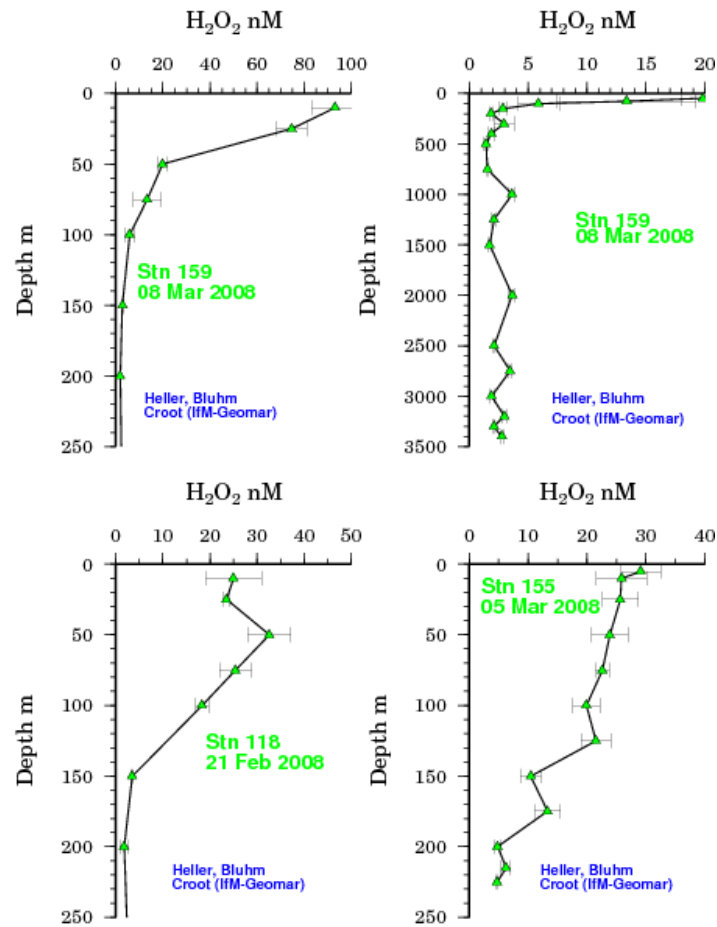 H₂O₂ nM
0 20 40 60 80 100
0
50
100
150
200
250
Depth m
Stn 159
08 Mar 2008
Heller, Bluhm
Croot (IfM-Geomar)
H₂O₂ nM
0 5 10 15 20
0
500
1000
1500
2000
2500
3000
3500
Depth m
Stn 159
08 Mar 2008
Heller, Bluhm
Croot (IfM-Geomar)
H₂O₂ nM
0 10 20 30 40 50
0
50
100
150
200
250
Depth m
Stn 118
21 Feb 2008
Heller, Bluhm
Croot (IfM-Geomar)
H₂O₂ nM
0 10 20 30 40
0
50
100
150
200
250
Depth m
Stn 155
05 Mar 2008
Heller, Bluhm
Croot (IfM-Geomar)